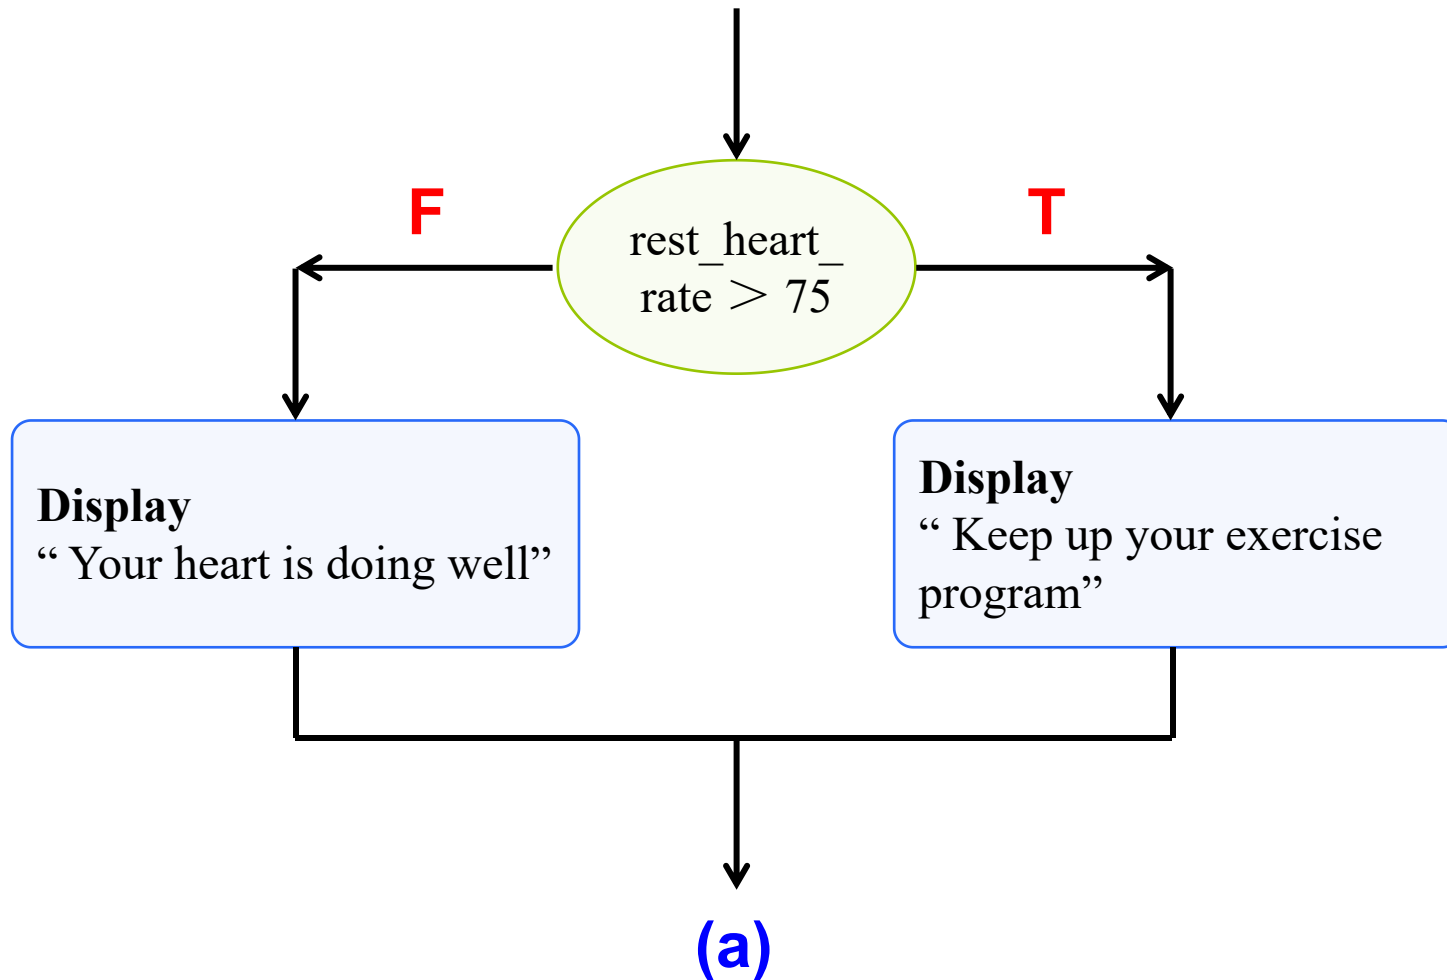 F
T
rest_heart_
rate ＞ 75
Display
“ Your heart is doing well”
Display
“ Keep up your exercise
program”
(a)